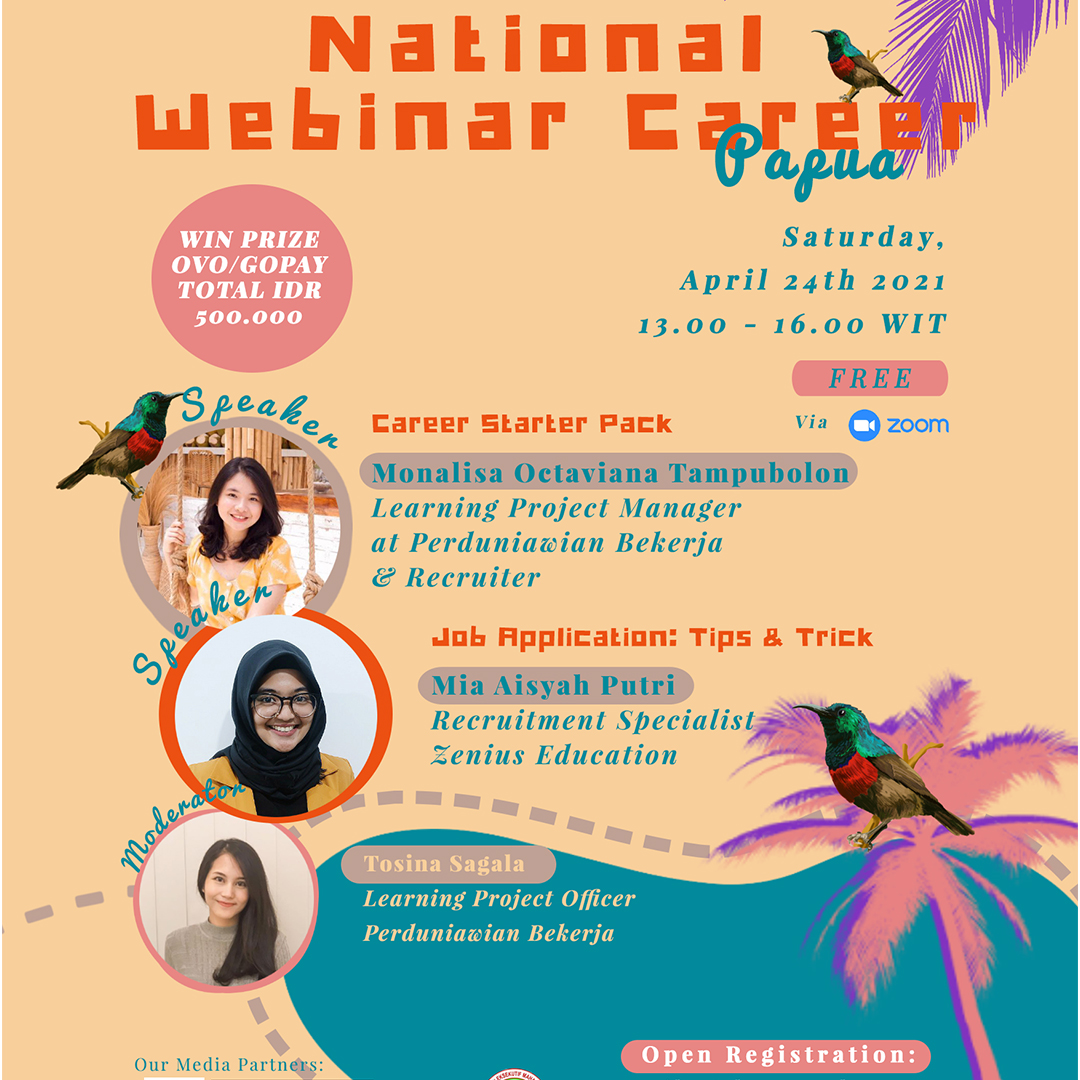 National
Webinar Career
Papua
WIN PRIZE
OVO/GOPAY
TOTAL IDR
500.000
Saturday,
April 24th 2021
13.00 - 16.00 WIT
FREE
Via zoom
Speaker
Career Starter Pack
Monalisa Octaviana Tampubolon
Learning Project Manager
at Perduniawian Bekerja
& Recruiter
Speaker
Job Application: Tips & Trick
Mia Aisyah Putri
Recruitment Specialist
Zenius Education
Moderator
Tosina Sagala
Learning Project Officer
Perduniawian Bekerja
Our Media Partners:
Open Registration: